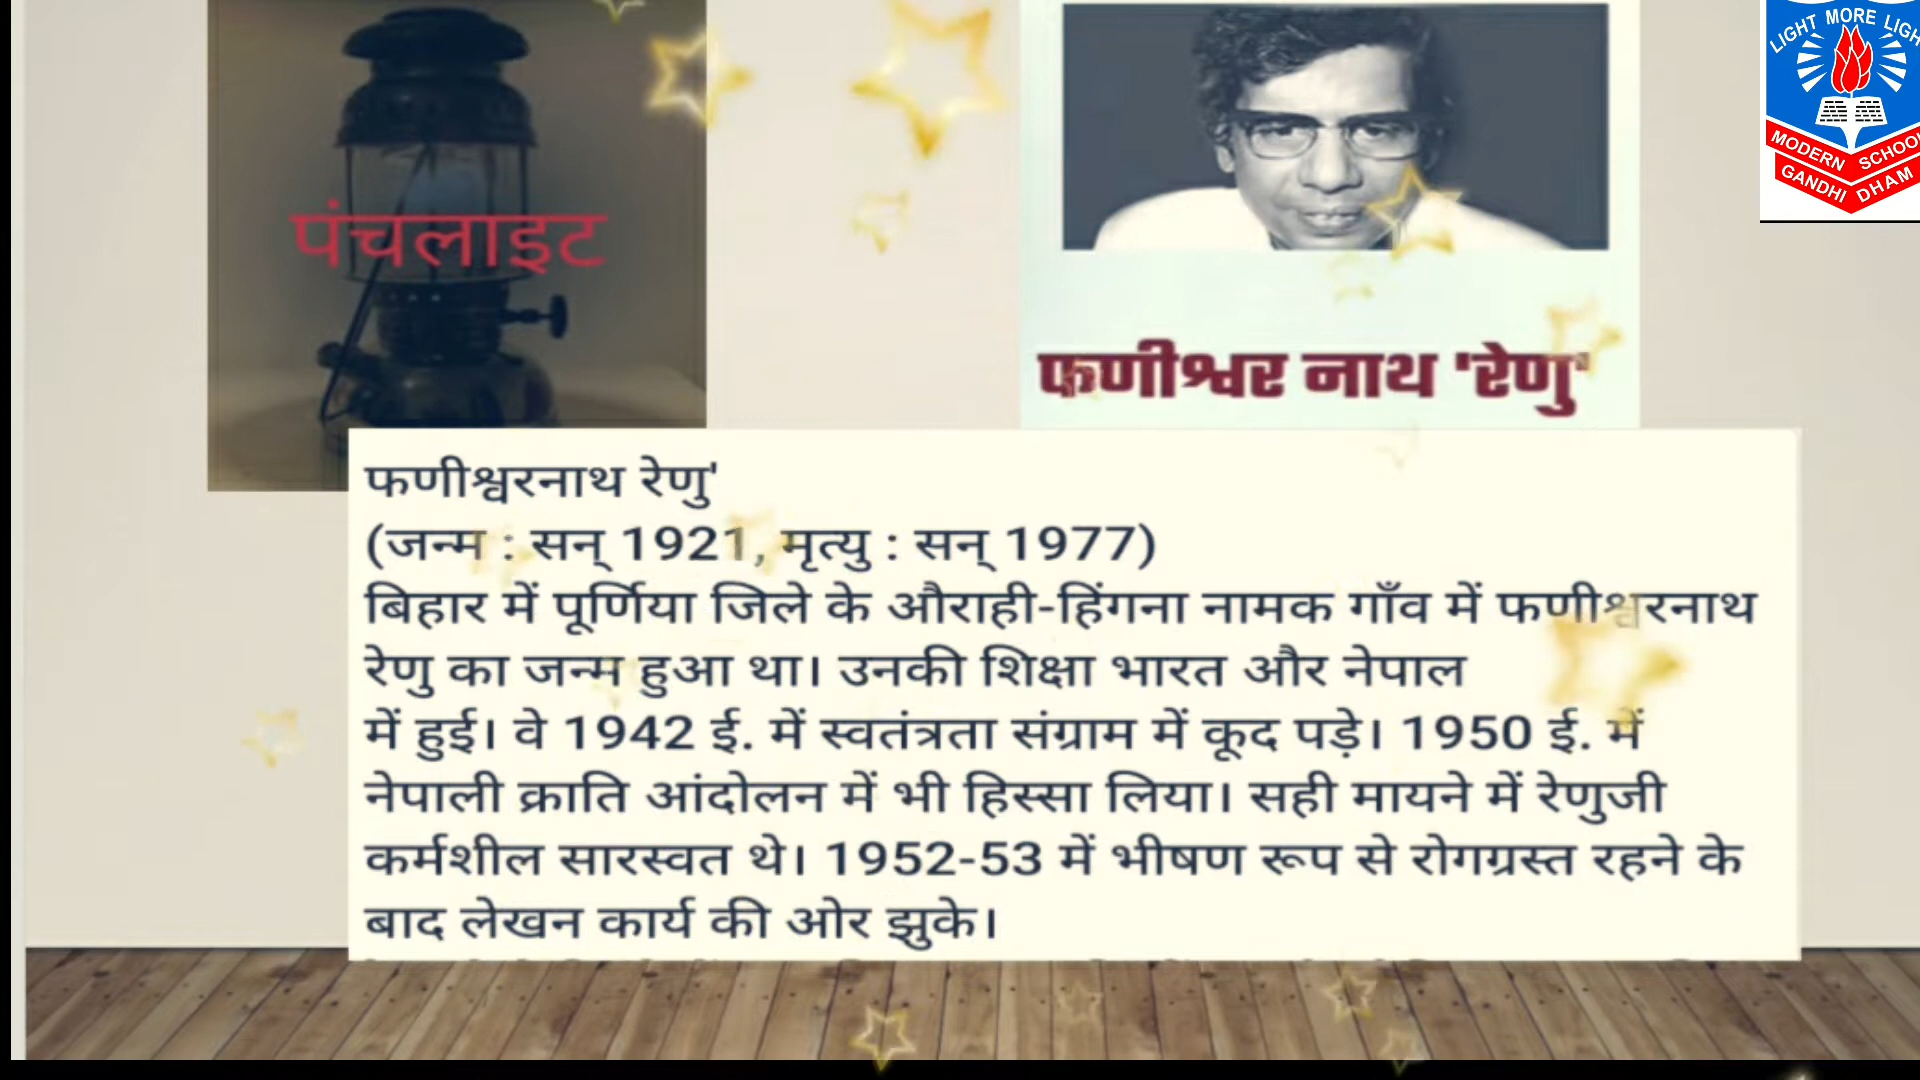 पंचलाइट
फणीश्वर नाथ 'रेणु'
LIGHT MORE LIGH
MODERN SCHOO
GANDHI DHAM
फणीश्वरनाथ रेणु'
(जन्म : सन् 1921, मृत्यु : सन् 1977)
बिहार में पूर्णिया जिले के औराही-हिंगना नामक गाँव में फणीश्वरनाथ
रेणु का जन्म हुआ था। उनकी शिक्षा भारत और नेपाल
में हुई। वे 1942 ई. में स्वतंत्रता संग्राम में कूद पड़े। 1950 ई. में
नेपाली क्राति आंदोलन में भी हिस्सा लिया। सही मायने में रेणुजी
कर्मशील सारस्वत थे। 1952-53 में भीषण रूप से रोगग्रस्त रहने के
बाद लेखन कार्य की ओर झुके।